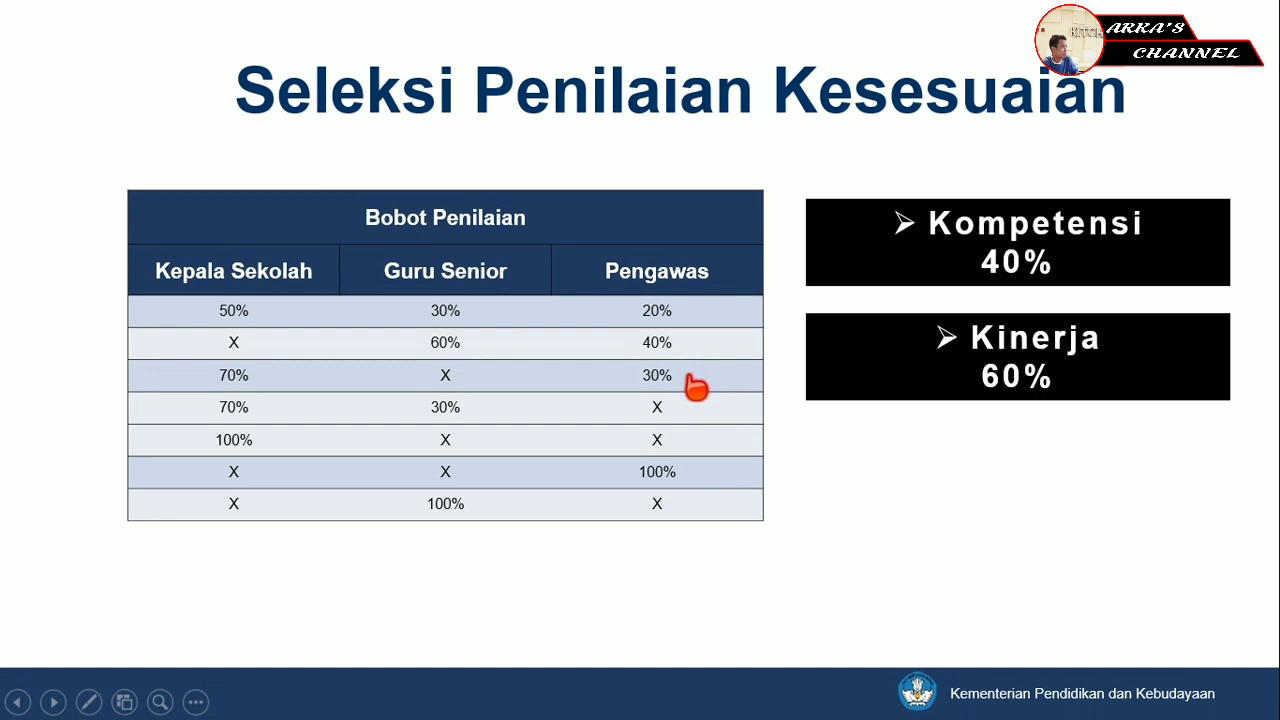 KITCH
ARKA'S
CHANNEL
Seleksi Penilaian Kesesuaian
Bobot Penilaian
Kepala Sekolah Guru Senior Pengawas
50% 30% 20%
X 60% 40%
70% X 30%
70% 30% X
100% X X
X X 100%
X 100% X
➢ Kompetensi
40%
➢ Kinerja
60%
Kementerian Pendidikan dan Kebudayaan